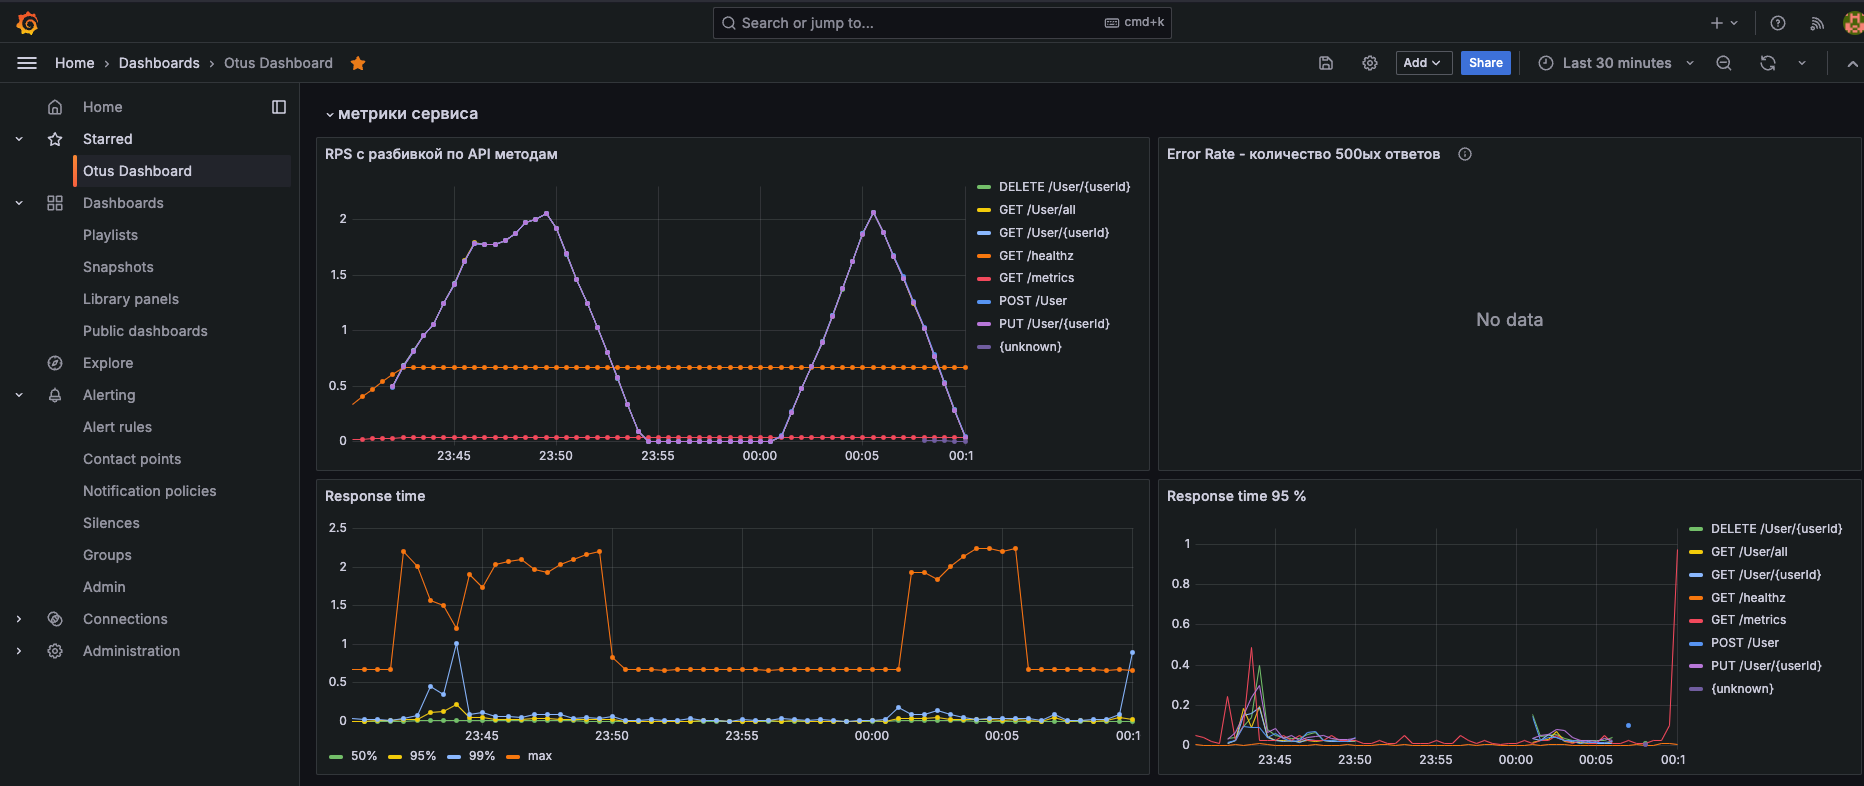 Search or jump to...
cmd+k
Home › Dashboards › Otus Dashboard
Add
Share
Last 30 minutes
Home
Starred
Otus Dashboard
Dashboards
Playlists
Snapshots
Library panels
Public dashboards
Explore
Alerting
Alert rules
Contact points
Notification policies
Silences
Groups
Admin
Connections
Administration
метрики сервиса
RPS с разбивкой по API методам
2
1.5
1
0.5
0
23:45 23:50 23:55 00:00 00:05 00:1
DELETE /User/{userId}
GET /User/all
GET /User/{userId}
GET /healthz
GET /metrics
POST /User
PUT /User/{userId}
{unknown}
Error Rate - количество 500ых ответов
No data
Response time
2.5
2
1.5
1
0.5
0
23:45 23:50 23:55 00:00 00:05 00:1
50% 95% 99% max
Response time 95 %
1
0.8
0.6
0.4
0.2
0
23:45 23:50 23:55 00:00 00:05 00:1
DELETE /User/{userId}
GET /User/all
GET /User/{userId}
GET /healthz
GET /metrics
POST /User
PUT /User/{userId}
{unknown}